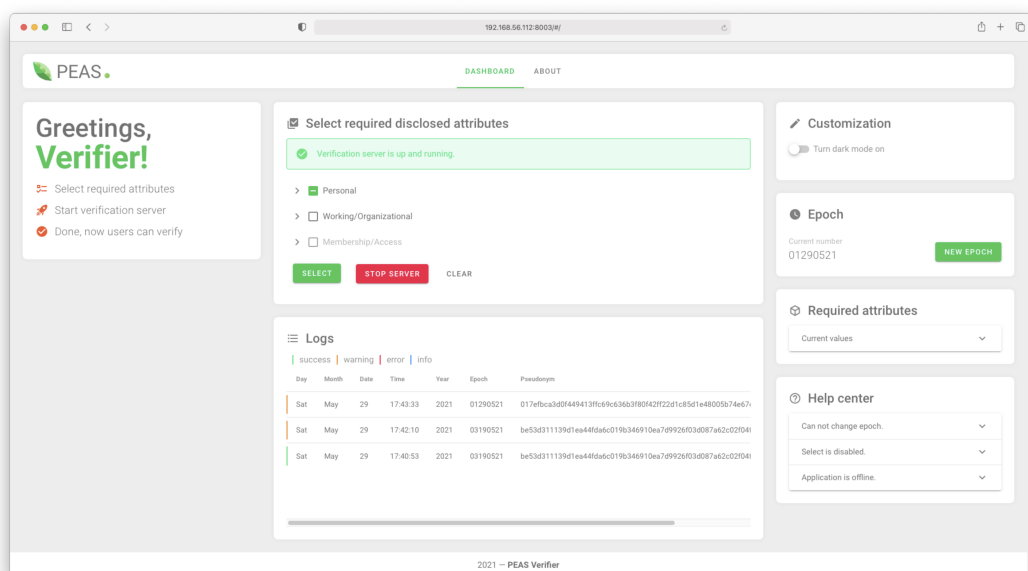 192.168.56.112:8003/#/
PEAS.
DASHBOARD ABOUT
Greetings,
Verifier!
Select required attributes
Start verification server
Done, now users can verify
Select required disclosed attributes
Verification server is up and running.
Personal
Working/Organizational
Membership/Access
SELECT STOP SERVER CLEAR
Logs
success warning error info
Day Month Date Time Year Epoch Pseudonym
Sat May 29 17:43:33 2021 01290521
Sat May 29 17:42:10 2021 03190521
Sat May 29 17:40:53 2021 03190521
Customization
Turn dark mode on
Epoch
Current number
01290521
NEW EPOCH
Required attributes
Current values
Help center
Can not change epoch.
Select is disabled.
Application is offline.
2021 — PEAS Verifier